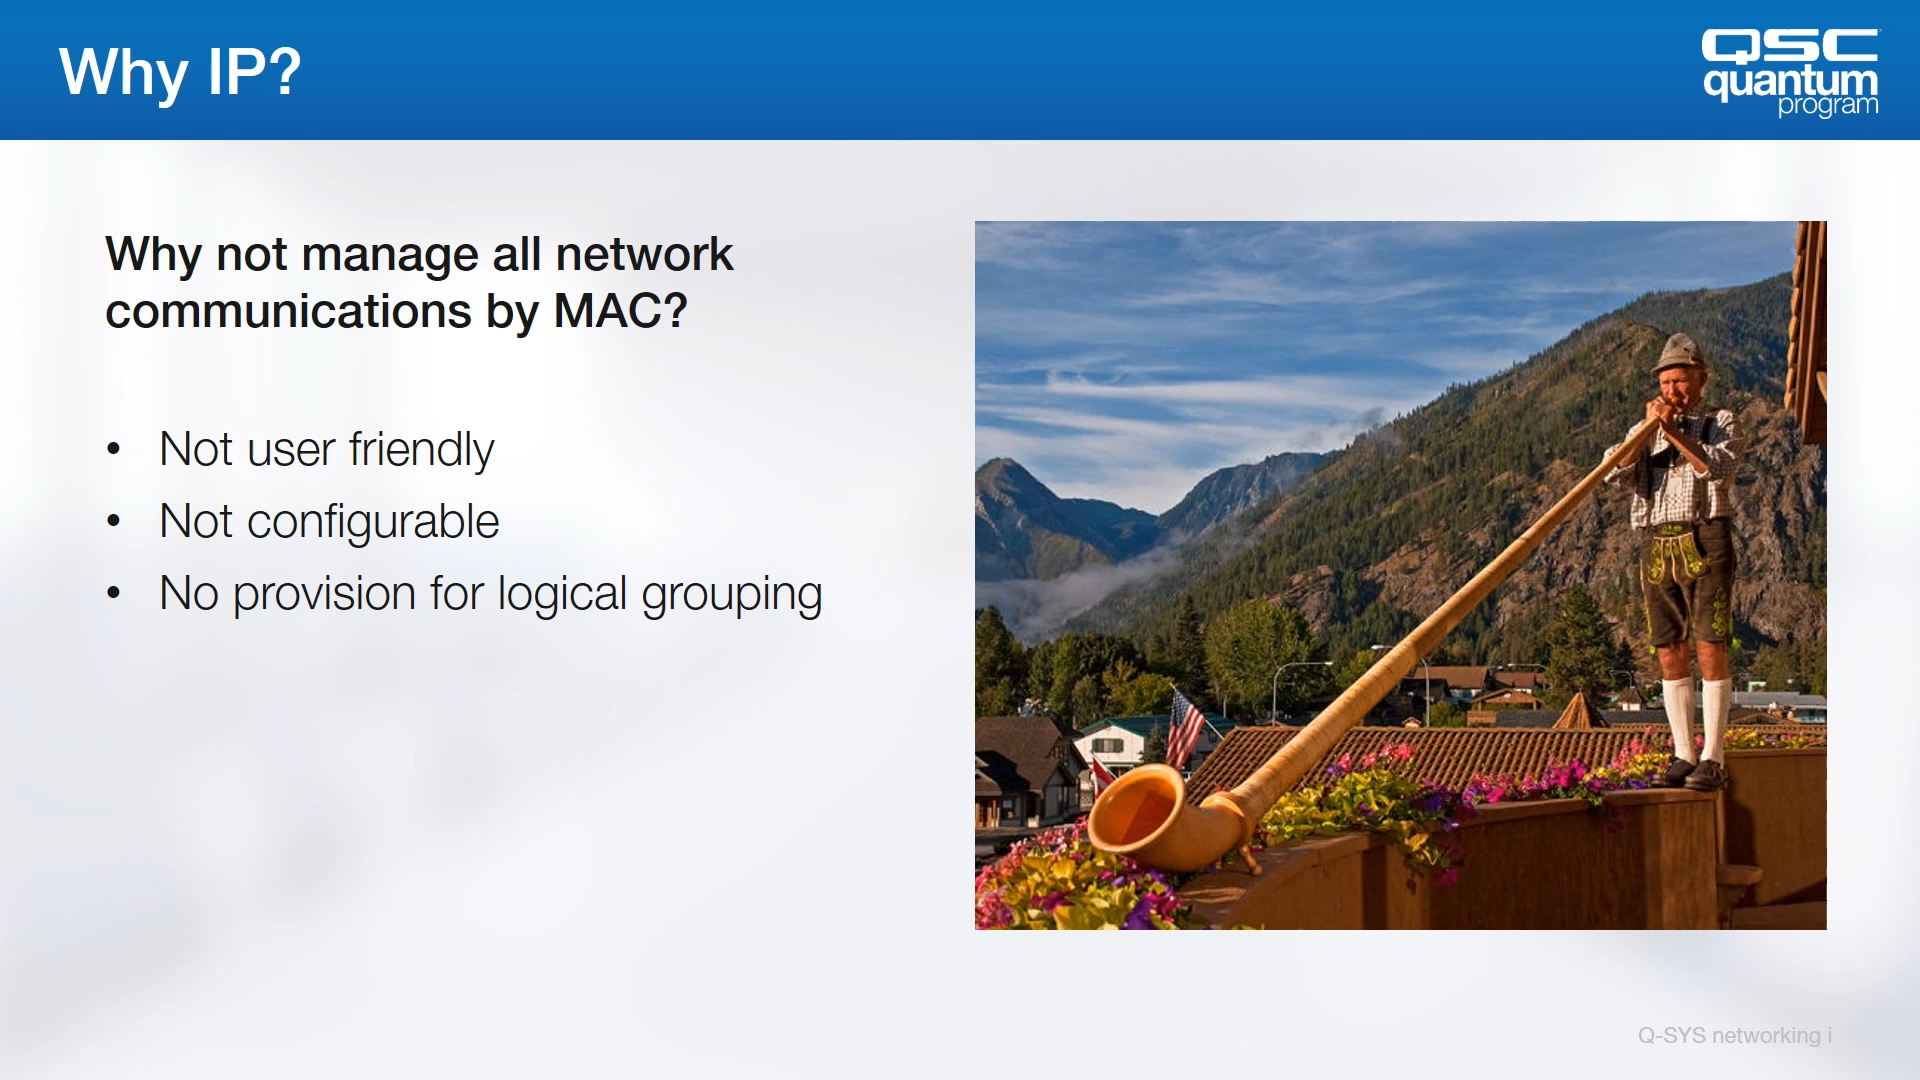 Why IP?
QSC
quantum
program
Why not manage all network
communications by MAC?
• Not user friendly
• Not configurable
• No provision for logical grouping
Q-SYS networking i